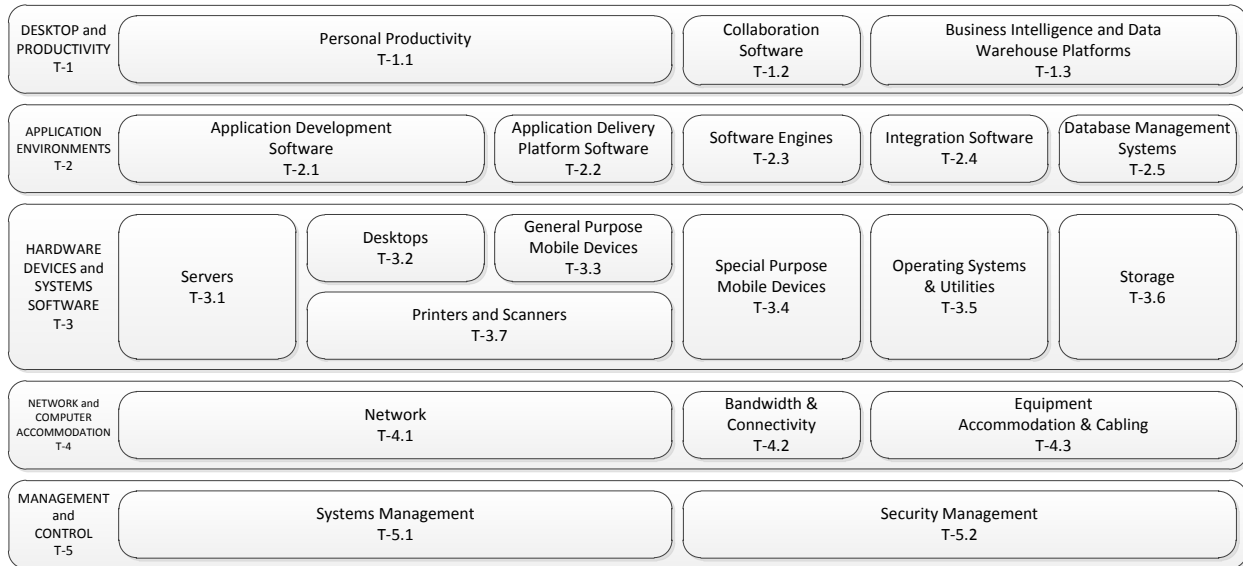 DESKTOP and
PRODUCTIVITY
T-1
Personal Productivity
T-1.1
Collaboration
Software
T-1.2
Business Intelligence and Data
Warehouse Platforms
T-1.3
APPLICATION
ENVIRONMENTS
T-2
Application Development
Software
T-2.1
Application Delivery
Platform Software
T-2.2
Software Engines
T-2.3
Integration Software
T-2.4
Database Management
Systems
T-2.5
HARDWARE
DEVICES and
SYSTEMS
SOFTWARE
T-3
Servers
T-3.1
Desktops
T-3.2
General Purpose
Mobile Devices
T-3.3
Printers and Scanners
T-3.7
Special Purpose
Mobile Devices
T-3.4
Operating Systems
& Utilities
T-3.5
Storage
T-3.6
NETWORK and
COMPUTER
ACCOMMODATION
T-4
Network
T-4.1
Bandwidth &
Connectivity
T-4.2
Equipment
Accommodation & Cabling
T-4.3
MANAGEMENT
and
CONTROL
T-5
Systems Management
T-5.1
Security Management
T-5.2